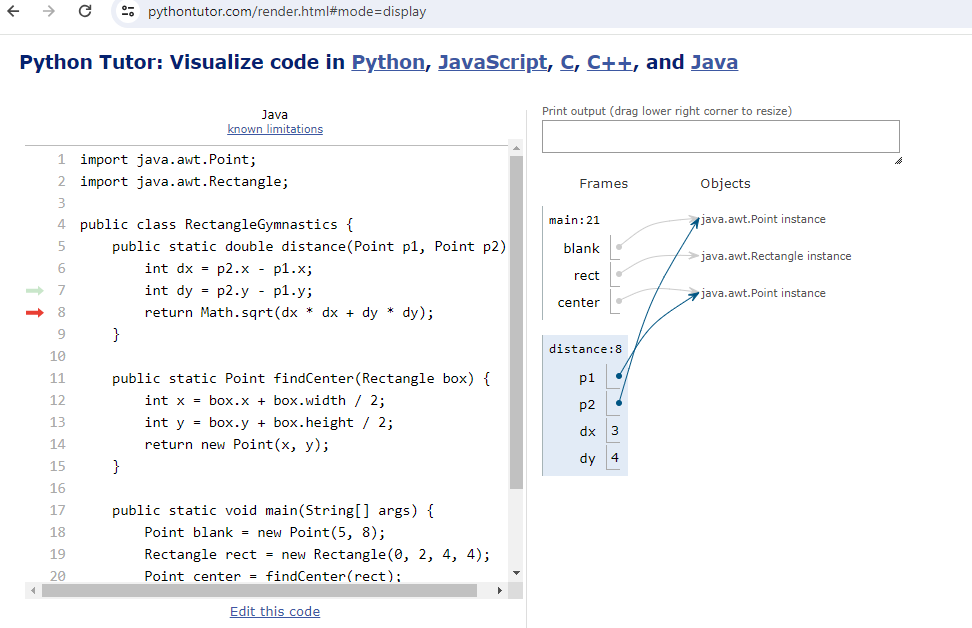 pythontutor.com/render.html#mode=display
Python Tutor: Visualize code in Python, JavaScript, C, C++, and Java
Java
known limitations
1 import java.awt.Point;
2 import java.awt.Rectangle;
3
4 public class RectangleGymnastics {
5     public static double distance(Point p1, Point p2)
6         int dx = p2.x - p1.x;
7         int dy = p2.y - p1.y;
8         return Math.sqrt(dx * dx + dy * dy);
9     }
10
11     public static Point findCenter(Rectangle box) {
12         int x = box.x + box.width / 2;
13         int y = box.y + box.height / 2;
14         return new Point(x, y);
15     }
16
17     public static void main(String[] args) {
18         Point blank = new Point(5, 8);
19         Rectangle rect = new Rectangle(0, 2, 4, 4);
20         Point center = findCenter(rect);
Edit this code
Print output (drag lower right corner to resize)
Frames Objects
main:21
blank
rect
center
java.awt.Point instance
java.awt.Rectangle instance
java.awt.Point instance
distance:8
p1
p2
dx 3
dy 4